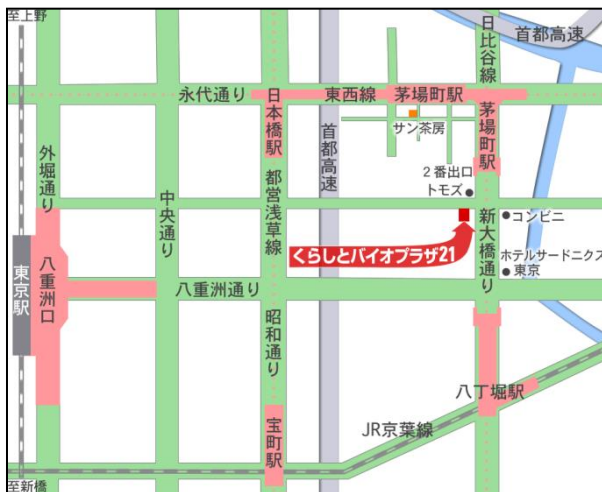 至上野
日比谷線
首都高速
永代通り
日本橋駅
東西線
茅場町駅
サン茶房
茅場町駅
外堀通り
中央通り
都営浅草線
首都高速
2番出口
トモズ
新大橋通り
コンビニ
くらしとバイオプラザ21
ホテルサードニクス
東京
東京駅
八重洲口
八重洲通り
昭和通り
八丁堀駅
宝町駅
JR京葉線
至新橋